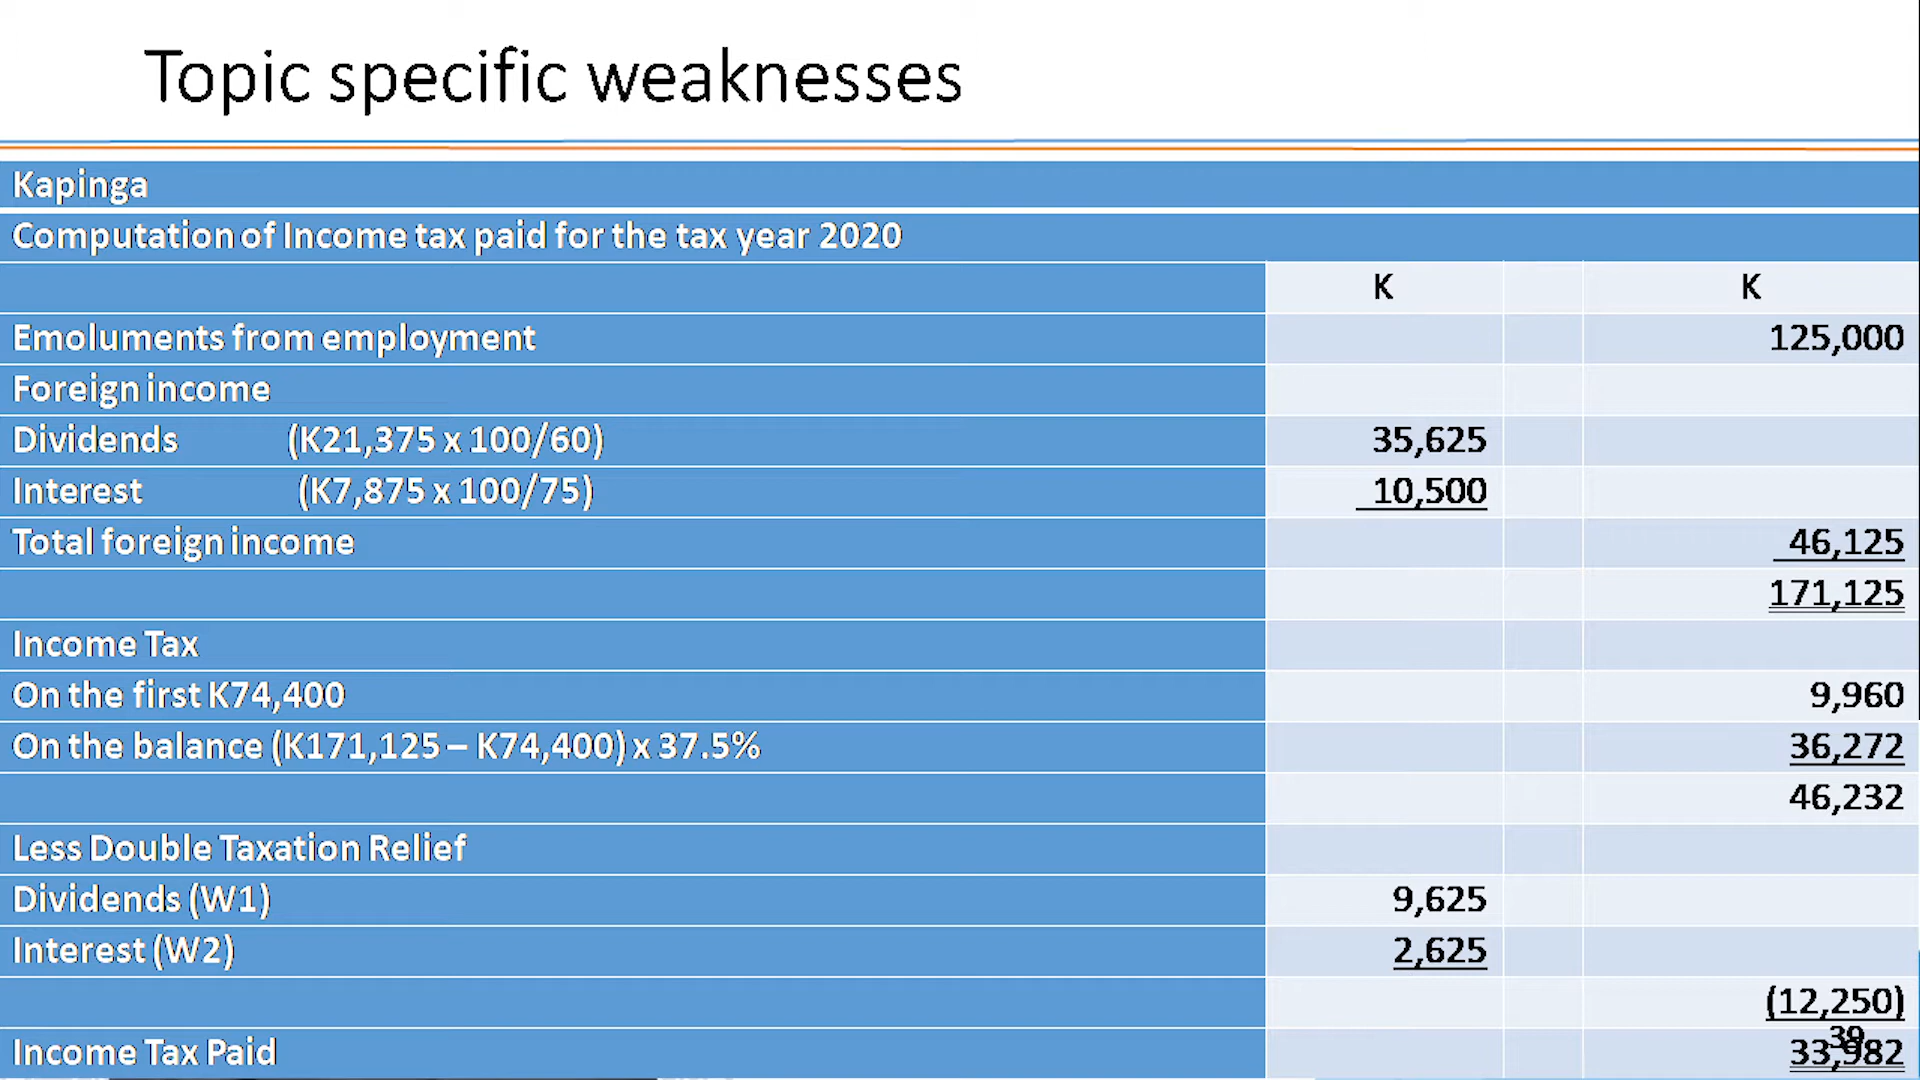 Topic specific weaknesses
Kapinga
Computation of Income tax paid for the tax year 2020
K K
Emoluments from employment 125,000
Foreign income
Dividends (K21,375 x 100/60) 35,625
Interest (K7,875 x 100/75) 10,500
Total foreign income 46,125
171,125
Income Tax
On the first K74,400 9,960
On the balance (K171,125 – K74,400) x 37.5% 36,272
46,232
Less Double Taxation Relief
Dividends (W1) 9,625
Interest (W2) 2,625
(12,250)
39
Income Tax Paid 33,982